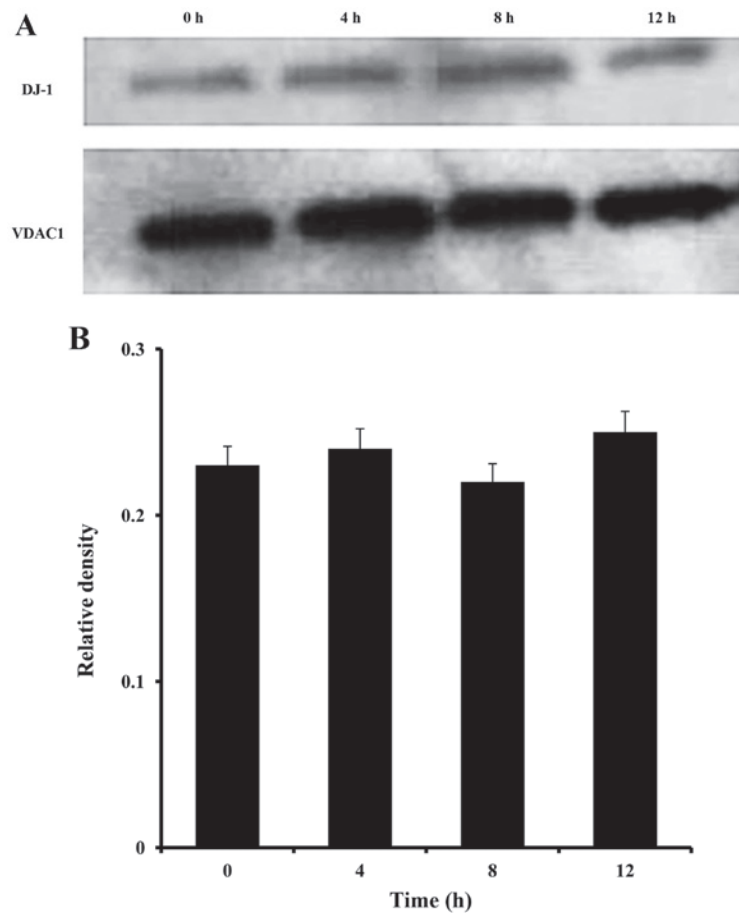 A
0 h 4 h 8 h 12 h
DJ-1
VDAC1
B
0.3
0.2
0.1
0
Relative density
0 4 8 12
Time (h)